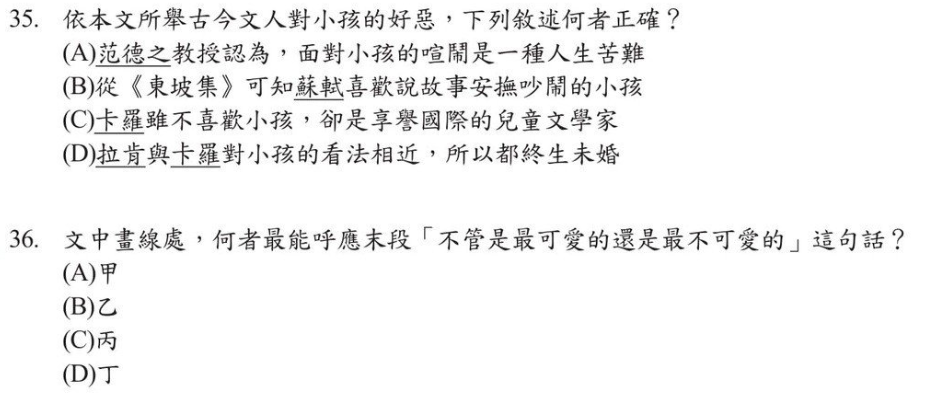 35. 依本文所舉古今文人對小孩的好惡，下列敘述何者正確？
(A)范德之教授認為，面對小孩的喧鬧是一種人生苦難
(B)從《東坡集》可知蘇軾喜歡說故事安撫吵鬧的小孩
(C)卡羅雖不喜歡小孩，卻是享譽國際的兒童文學家
(D)拉肯與卡羅對小孩的看法相近，所以都終生未婚
36. 文中畫線處，何者最能呼應末段「不管是最可愛的還是最不可愛的」這句話？
(A)甲
(B)乙
(C)丙
(D)丁